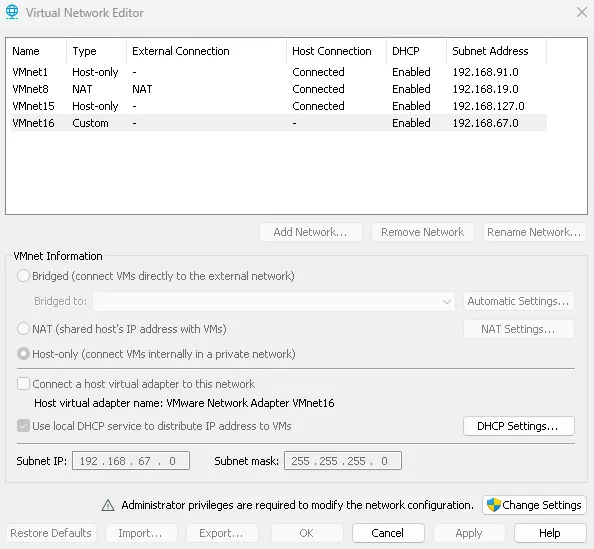 Virtual Network Editor
Name Type External Connection Host Connection DHCP Subnet Address
VMnet1 Host-only - Connected Enabled 192.168.91.0
VMnet8 NAT NAT Connected Enabled 192.168.19.0
VMnet15 Host-only - Connected Enabled 192.168.127.0
VMnet16 Custom - - Enabled 192.168.67.0
Add Network... Remove Network Rename Network...
VMnet Information
Bridged (connect VMs directly to the external network)
Bridged to: Automatic Settings...
NAT (shared host's IP address with VMs) NAT Settings...
Host-only (connect VMs internally in a private network)
Connect a host virtual adapter to this network
Host virtual adapter name: VMware Network Adapter VMnet16
Use local DHCP service to distribute IP address to VMs DHCP Settings...
Subnet IP: 192 . 168 . 67 . 0 Subnet mask: 255 . 255 . 255 . 0
Administrator privileges are required to modify the network configuration. Change Settings
Restore Defaults Import... Export... OK Cancel Apply Help